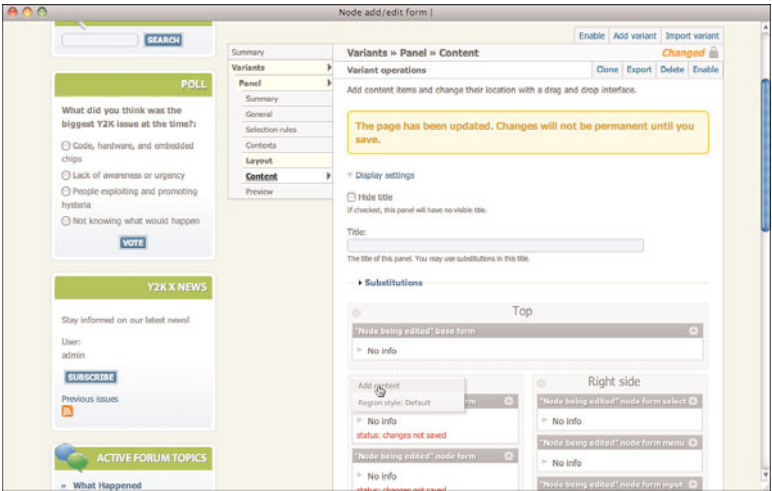 Node add/edit form |
SEARCH
POLL
What did you think was the
biggest Y2K issue at the time?:
Code, hardware, and embedded
chips
Lack of awareness or urgency
People exploiting and promoting
hysteria
Not knowing what would happen
VOTE
Y2K X NEWS
Stay informed on our latest news!
User:
admin
SUBSCRIBE
Previous issues
ACTIVE FORUM TOPICS
» What Happened
Summary
Variants
Panel
Summary
General
Selection rules
Contexts
Layout
Content
Preview
Enable Add variant Import variant
Variants » Panel » Content Changed
Variant operations Clone Export Delete Enable
Add content items and change their location with a drag and drop interface.
The page has been updated. Changes will not be permanent until you
save.
Display settings
Hide title
If checked, this panel will have no visible title.
Title:
The title of this panel. You may use substitutions in this title.
Substitutions
Top
"Node being edited" base form
No info
Add content
Region style: Default
form
No info
status: changes not saved
"Node being edited" node form
No info
status: changes not saved
Right side
"Node being edited" node form select
No info
"Node being edited" node form menu
No info
"Node being edited" node form input